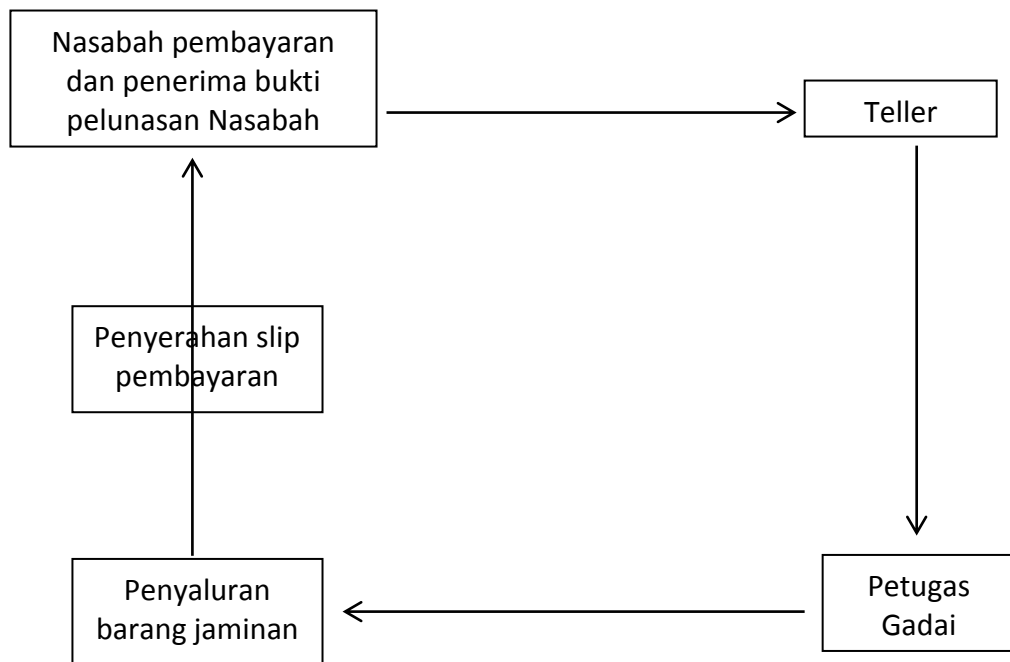 Nasabah pembayaran
dan penerima bukti
pelunasan Nasabah
Teller
Penyerahan slip
pembayaran
Penyaluran
barang jaminan
Petugas
Gadai